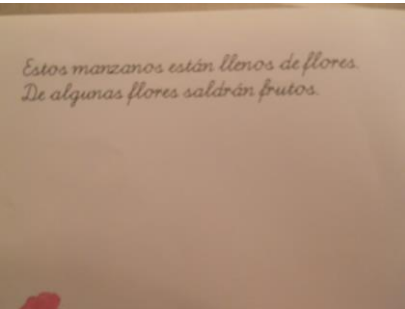 Estos manzanos están llenos de flores.
De algunas flores saldrán frutos.